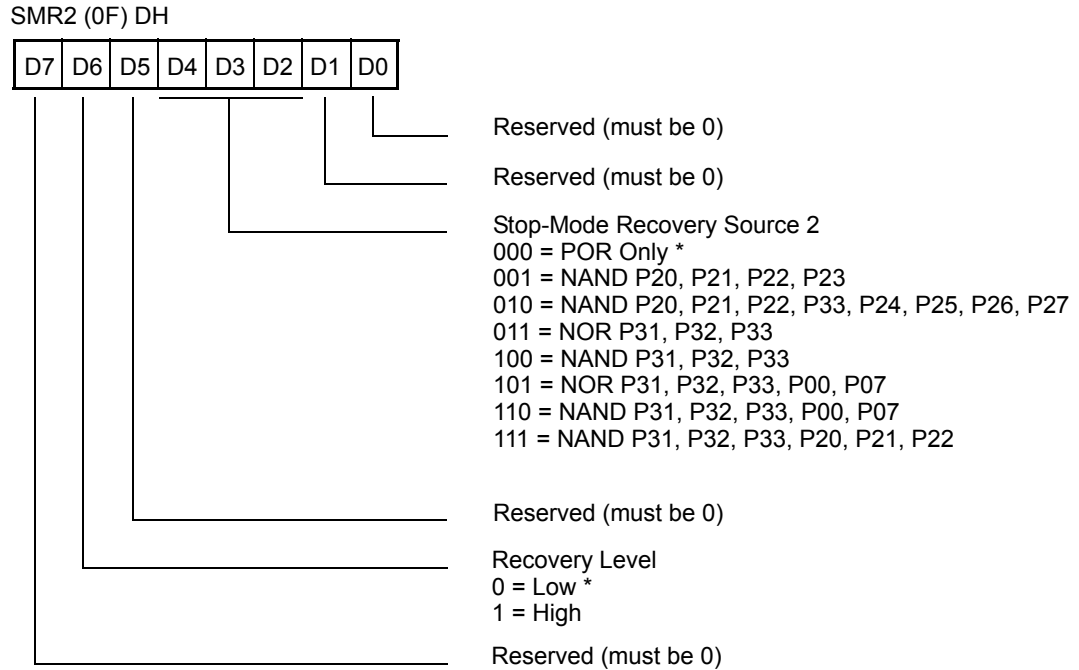 SMR2 (0F) DH
D7 D6 D5 D4 D3 D2 D1 D0
Reserved (must be 0)
Reserved (must be 0)
Stop-Mode Recovery Source 2
000 = POR Only *
001 = NAND P20, P21, P22, P23
010 = NAND P20, P21, P22, P33, P24, P25, P26, P27
011 = NOR P31, P32, P33
100 = NAND P31, P32, P33
101 = NOR P31, P32, P33, P00, P07
110 = NAND P31, P32, P33, P00, P07
111 = NAND P31, P32, P33, P20, P21, P22
Reserved (must be 0)
Recovery Level
0 = Low *
1 = High
Reserved (must be 0)